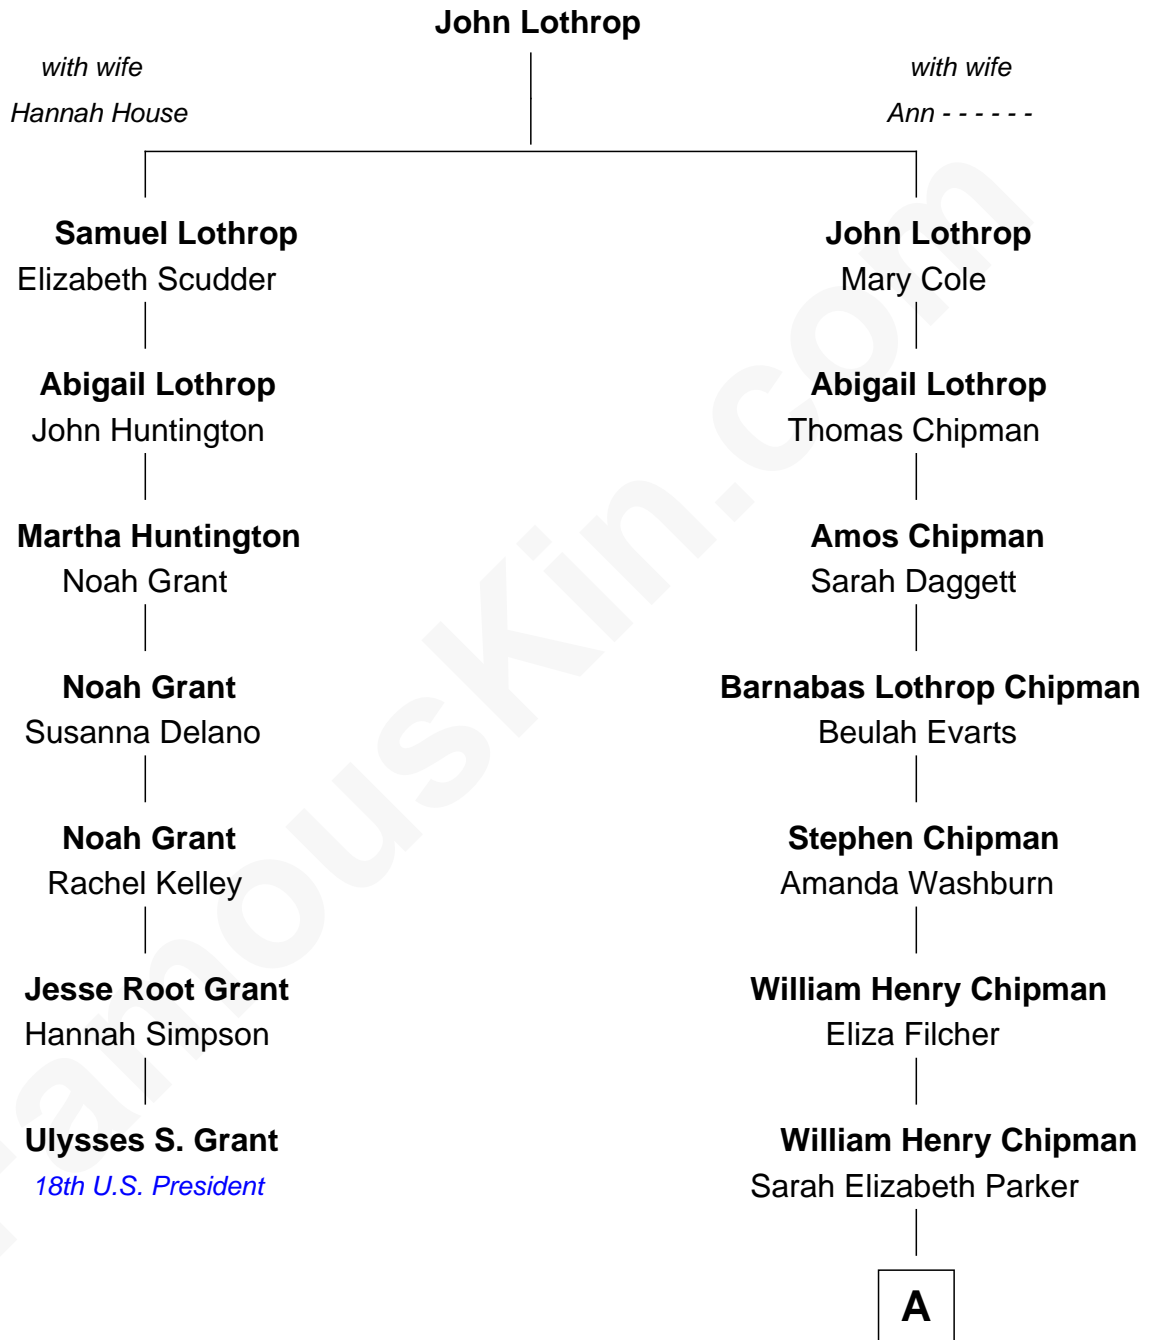 John Lothrop
with wife
Hannah House
with wife
Ann - - - - - -
Samuel Lothrop
Elizabeth Scudder
John Lothrop
Mary Cole
Abigail Lothrop
John Huntington
Abigail Lothrop
Thomas Chipman
Martha Huntington
Noah Grant
Amos Chipman
Sarah Daggett
Noah Grant
Susanna Delano
Barnabas Lothrop Chipman
Beulah Evarts
Noah Grant
Rachel Kelley
Stephen Chipman
Amanda Washburn
Jesse Root Grant
Hannah Simpson
William Henry Chipman
Eliza Filcher
Ulysses S. Grant
18th U.S. President
William Henry Chipman
Sarah Elizabeth Parker
A
FamousKin.com